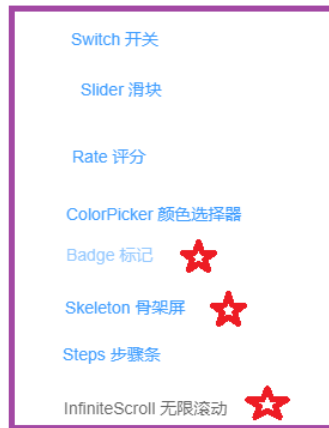 Switch 开关
Slider 滑块
Rate 评分
ColorPicker 颜色选择器
Badge 标记
Skeleton 骨架屏
Steps 步骤条
InfiniteScroll 无限滚动